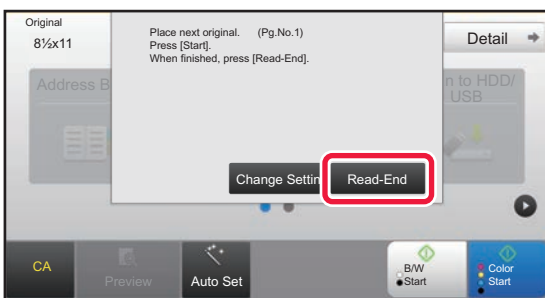 Original
8½x11
Place next original. (Pg.No.1)
Press [Start].
When finished, press [Read-End].
Detail
Address B
n to HDD/
USB
Change Settin
Read-End
CA
Preview
Auto Set
B/W
Start
Color
Start